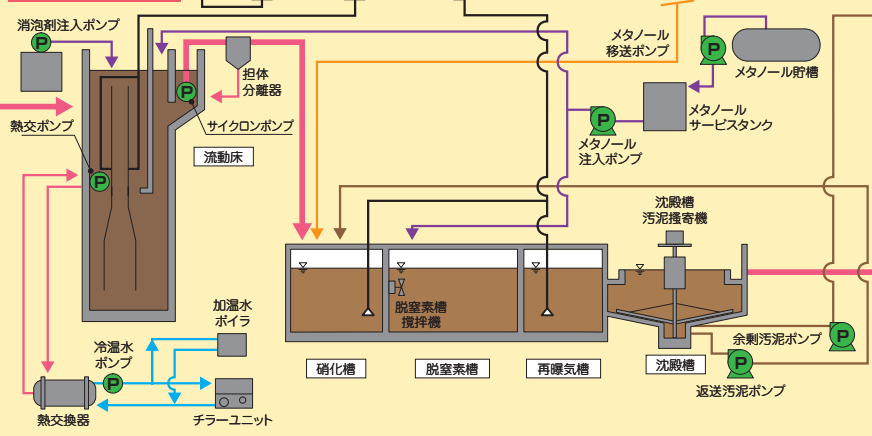 消泡剤注入ポンプ
P
担体
分離器
P
熱交ポンプ
サイクロンポンプ
流動床
P
メタノール
移送ポンプ
P
メタノール貯槽
メタノール
サービスタンク
P
メタノール
注入ポンプ
沈殿槽
汚泥掻寄機
脱窒素槽
撹拌機
硝化槽
脱窒素槽
再曝気槽
沈殿槽
余剰汚泥ポンプ
P
P
返送汚泥ポンプ
加温水
ボイラ
冷温水
ポンプ
P
熱交換器
チラーユニット